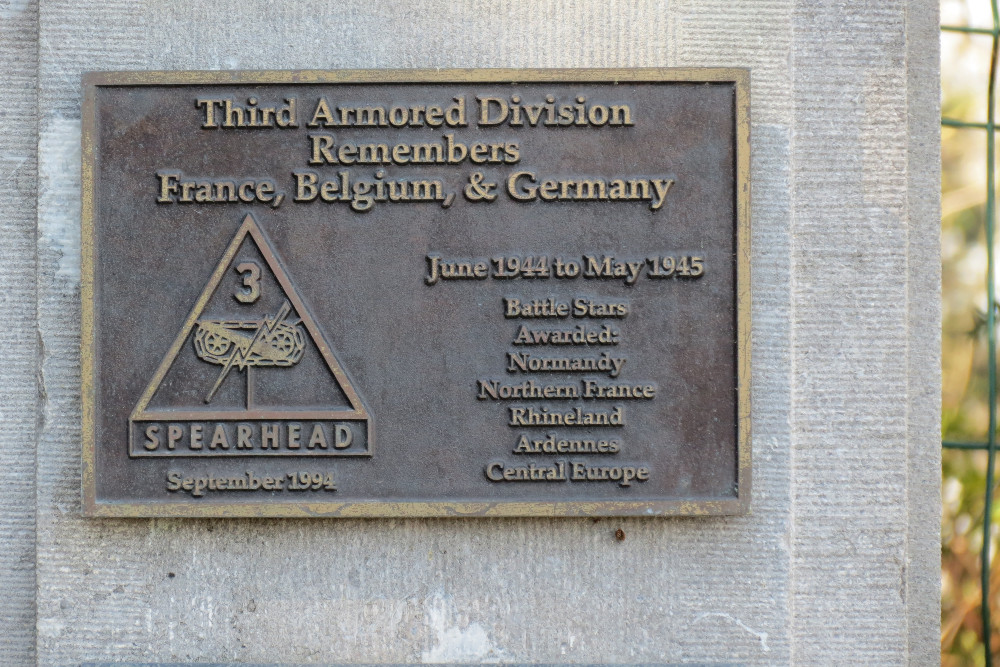 Third Armored Division
Remembers
France, Belgium, & Germany
3
SPEARHEAD
September 1994
June 1944 to May 1945
Battle Stars
Awarded:
Normandy
Northern France
Rhineland
Ardennes
Central Europe